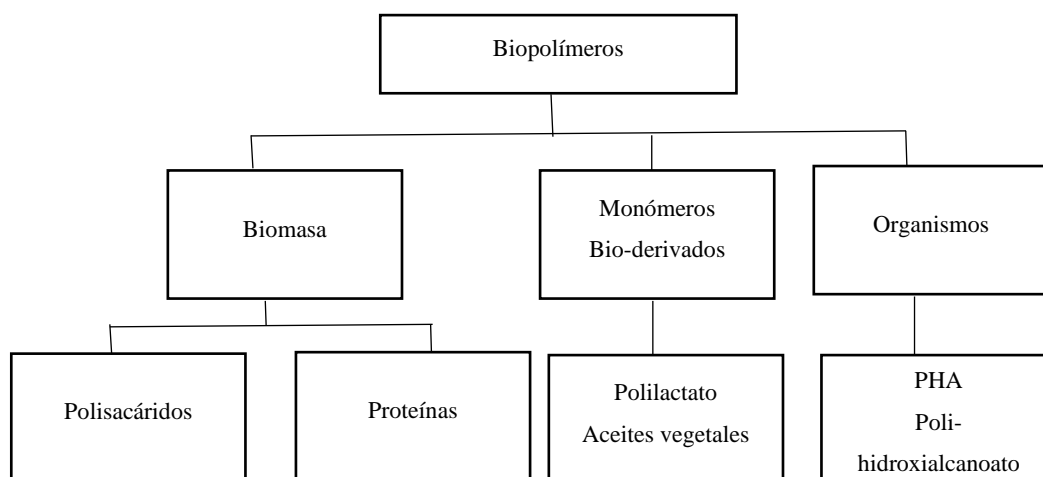 Biopolímeros
Biomasa
Monómeros
Bio-derivados
Organismos
Polisacáridos
Proteínas
Polilactato
Aceites vegetales
PHA
Poli-
hidroxialcanoato